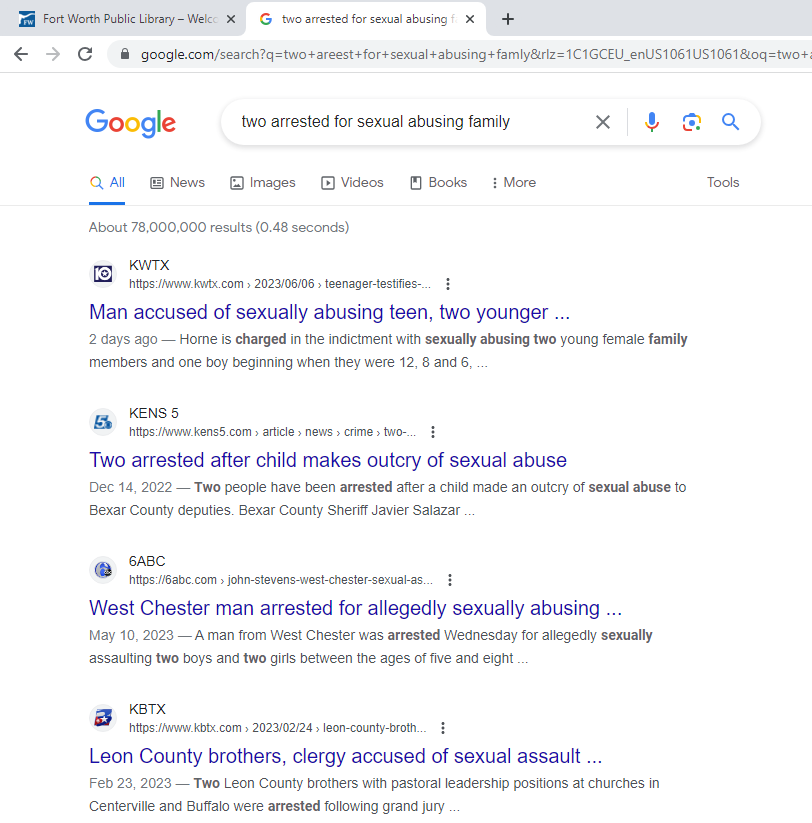 Fort Worth Public Library – Welco
two arrested for sexual abusing f
google.com/search?q=two+areest+for+sexual+abusing+famly&rlz=1C1GCEU_enUS1061US1061&oq=two+a
Google
two arrested for sexual abusing family
All News Images Videos Books More Tools
About 78,000,000 results (0.48 seconds)
KWTX
https://www.kwtx.com › 2023/06/06 › teenager-testifies-...
Man accused of sexually abusing teen, two younger ...
2 days ago — Horne is charged in the indictment with sexually abusing two young female family
members and one boy beginning when they were 12, 8 and 6, ...
KENS 5
https://www.kens5.com › article › news › crime › two-...
Two arrested after child makes outcry of sexual abuse
Dec 14, 2022 — Two people have been arrested after a child made an outcry of sexual abuse to
Bexar County deputies. Bexar County Sheriff Javier Salazar ...
6ABC
https://6abc.com › john-stevens-west-chester-sexual-as...
West Chester man arrested for allegedly sexually abusing ...
May 10, 2023 — A man from West Chester was arrested Wednesday for allegedly sexually
assaulting two boys and two girls between the ages of five and eight ...
KBTX
https://www.kbtx.com › 2023/02/24 › leon-county-broth...
Leon County brothers, clergy accused of sexual assault ...
Feb 23, 2023 — Two Leon County brothers with pastoral leadership positions at churches in
Centerville and Buffalo were arrested following grand jury ...